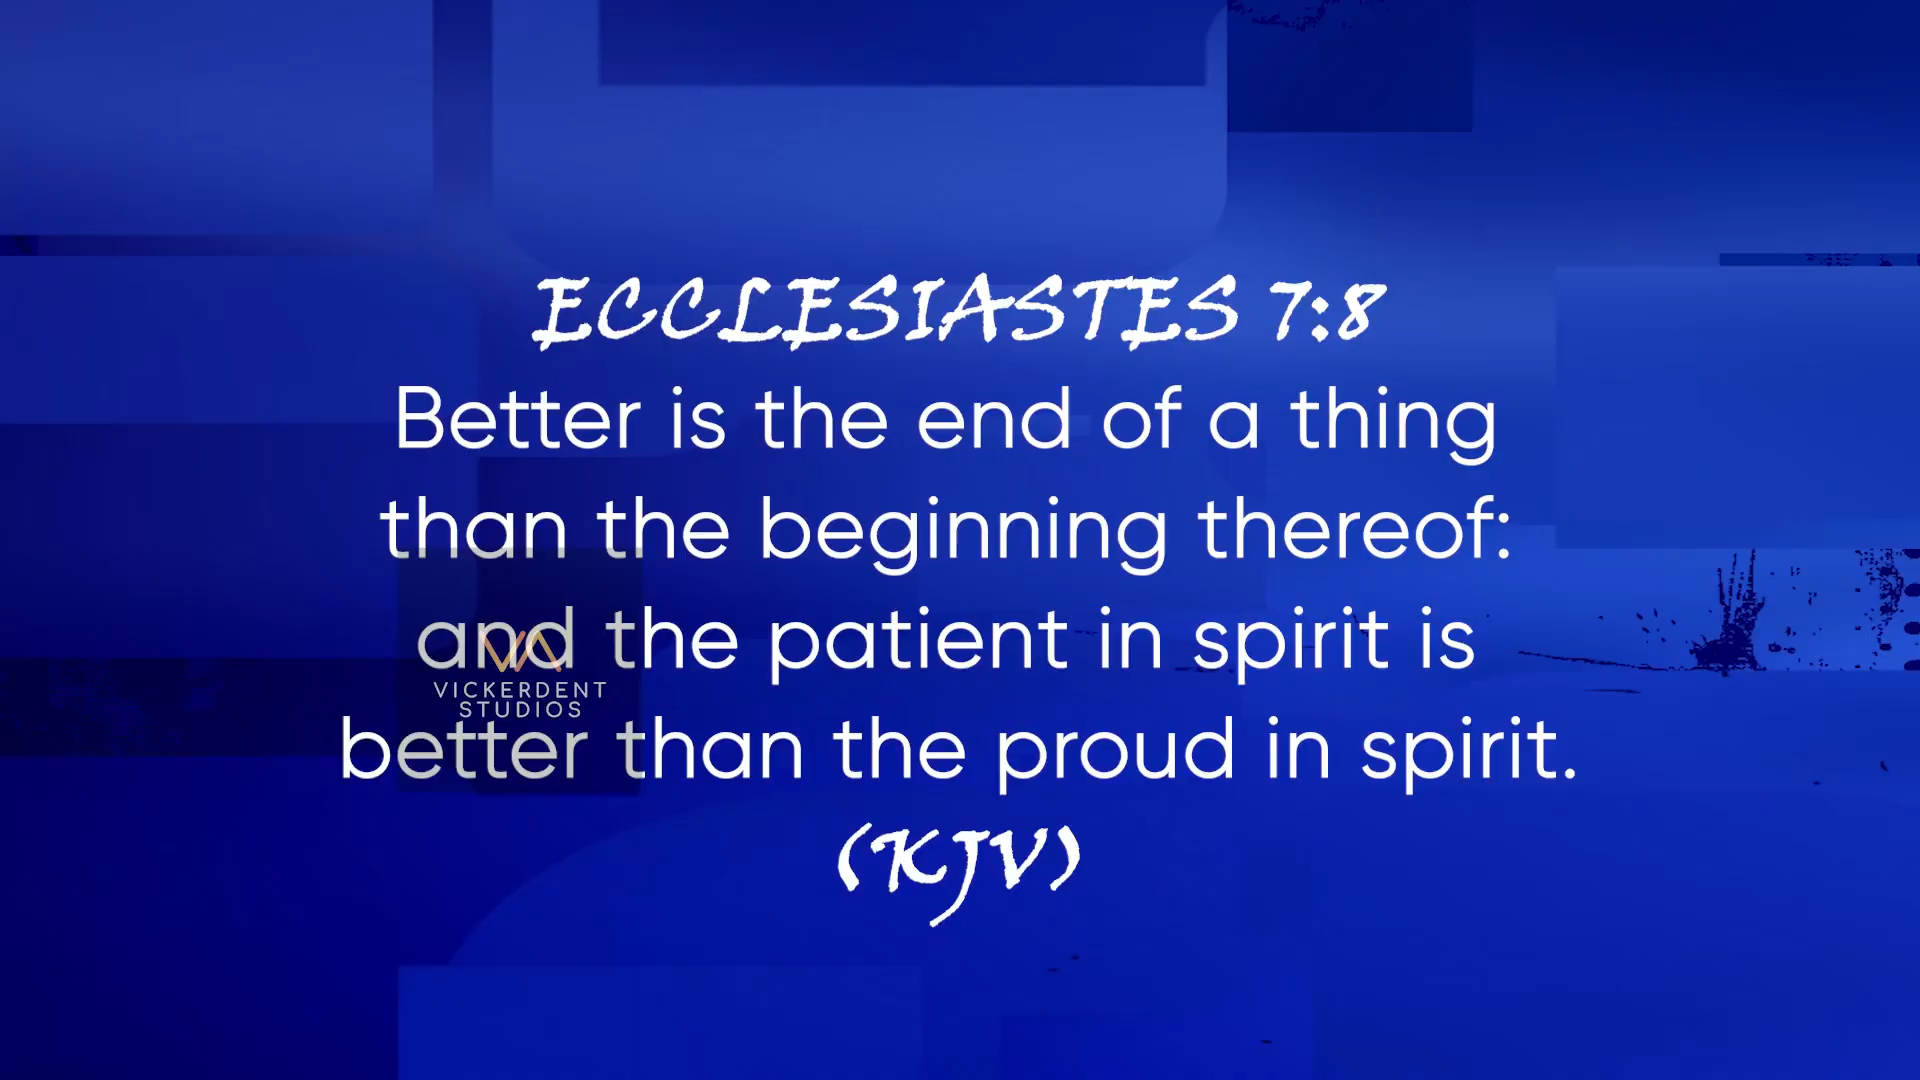 ECCLESIASTES 7:8
Better is the end of a thing
than the beginning thereof:
and the patient in spirit is
VICKERDENT
STUDIOS
better than the proud in spirit.
(KJV)